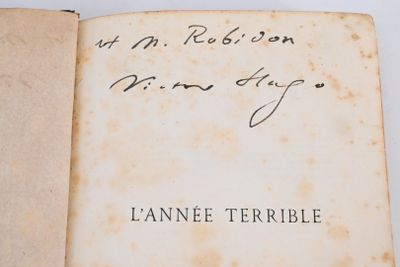 à M. Robidon
Victor Hugo
L'ANNÉE TERRIBLE